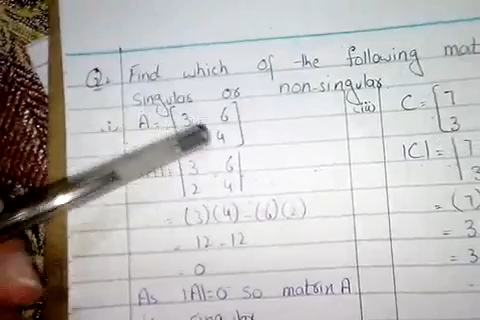 Q. Find which of the following mat
singular or non-singular
i. A = [3 6
4]
|3 6|
|2 4|
= (3)(4) - (6)(2)
= 12 - 12
= 0
As |A|=0 so matrix A
singular
(iii) C = [7
3
|C| = |7
3
= (7)
= 3
= 3